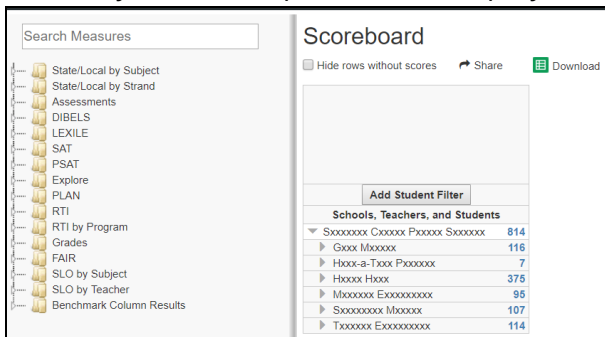 Search Measures
State/Local by Subject
State/Local by Strand
Assessments
DIBELS
LEXILE
SAT
PSAT
Explore
PLAN
RTI
RTI by Program
Grades
FAIR
SLO by Subject
SLO by Teacher
Benchmark Column Results
Scoreboard
Hide rows without scores Share Download
Add Student Filter
Schools, Teachers, and Students
Sxxxxxxx Cxxxxx Pxxxxx Sxxxxxx 814
Gxxx Mxxxxx 116
Hxxx-a-Txxx Pxxxxxx 7
Hxxxx Hxxx 375
Mxxxxxx Exxxxxxxxx 95
Sxxxxxxxx Mxxxxx 107
Txxxxxx Exxxxxxxxx 114